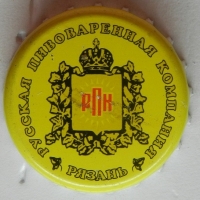 РУССКАЯ ПИВОВАРЕННАЯ КОМПАНИЯ
РПК
РЯЗАНЬ